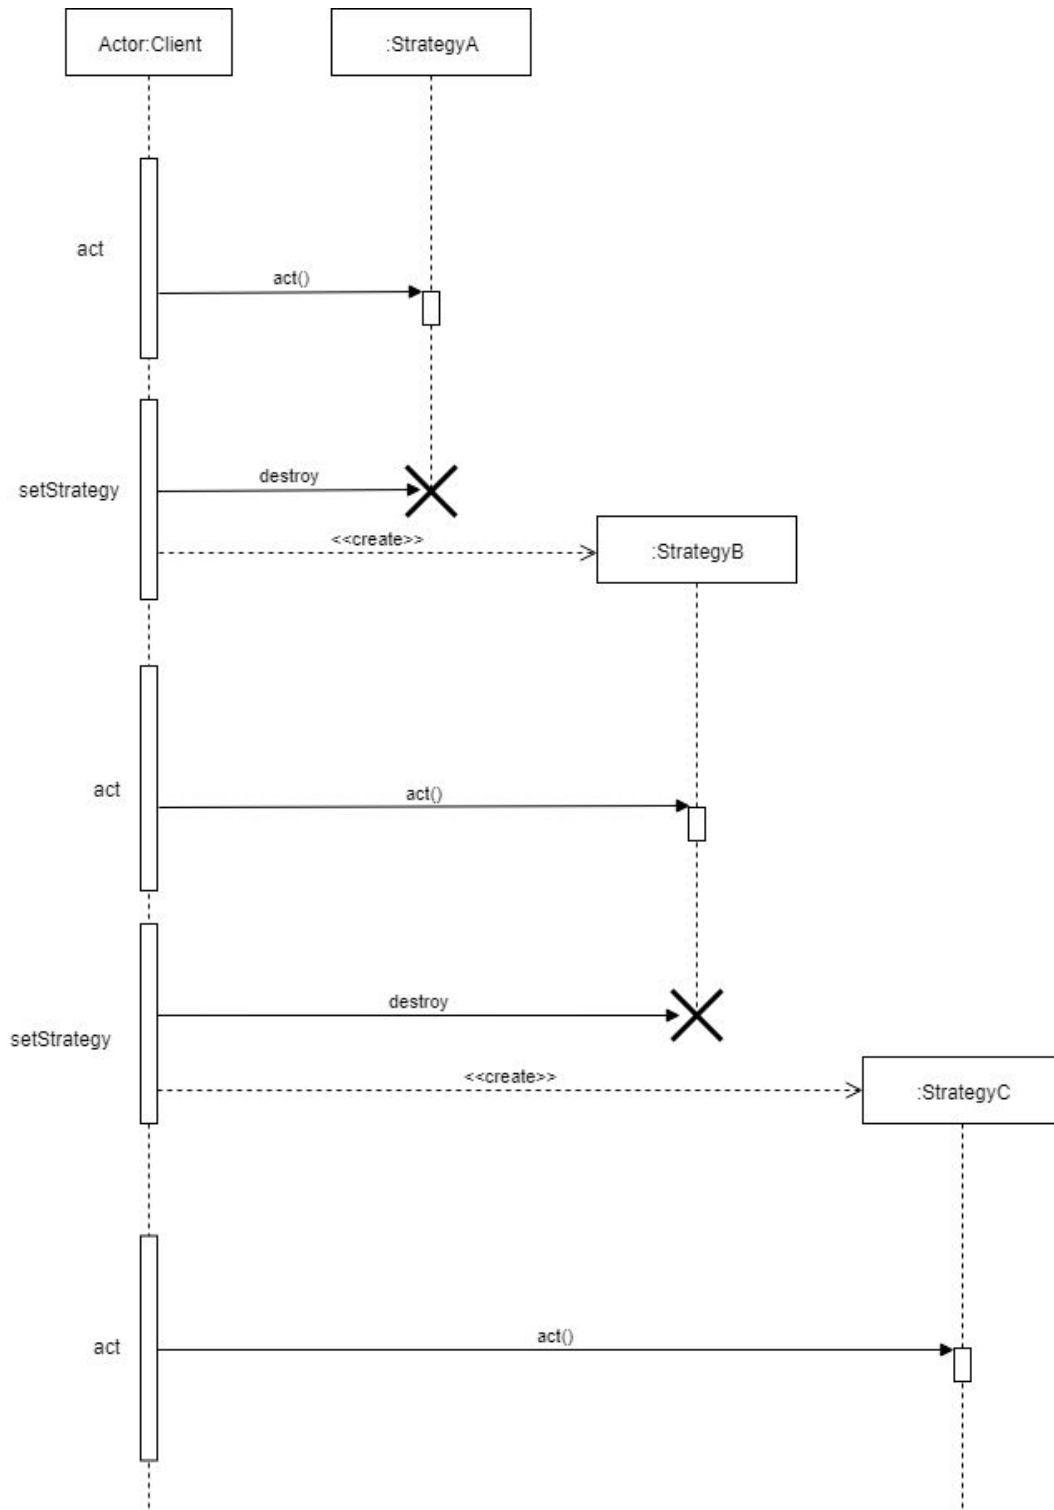 Actor:Client
:StrategyA
act
act()
destroy
setStrategy
<<create>>
:StrategyB
act
act()
destroy
setStrategy
<<create>>
:StrategyC
act()
act